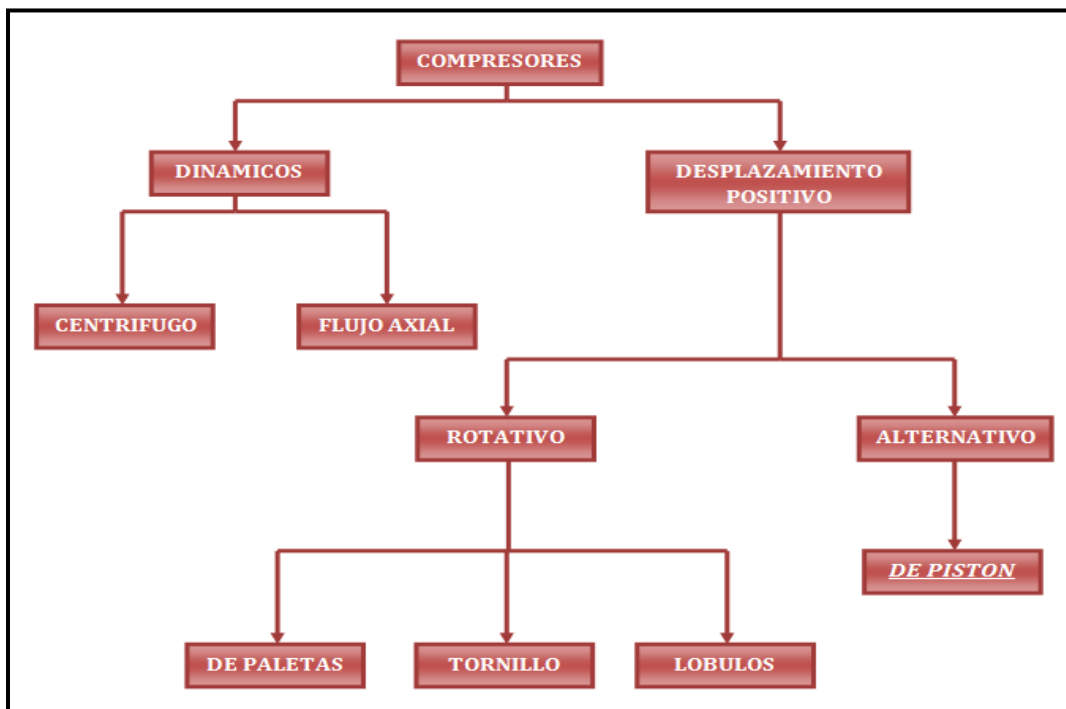 COMPRESORES
DINAMICOS
DESPLAZAMIENTO
POSITIVO
CENTRIFUGO
FLUJO AXIAL
ROTATIVO
ALTERNATIVO
DE PISTON
DE PALETAS
TORNILLO
LOBULOS